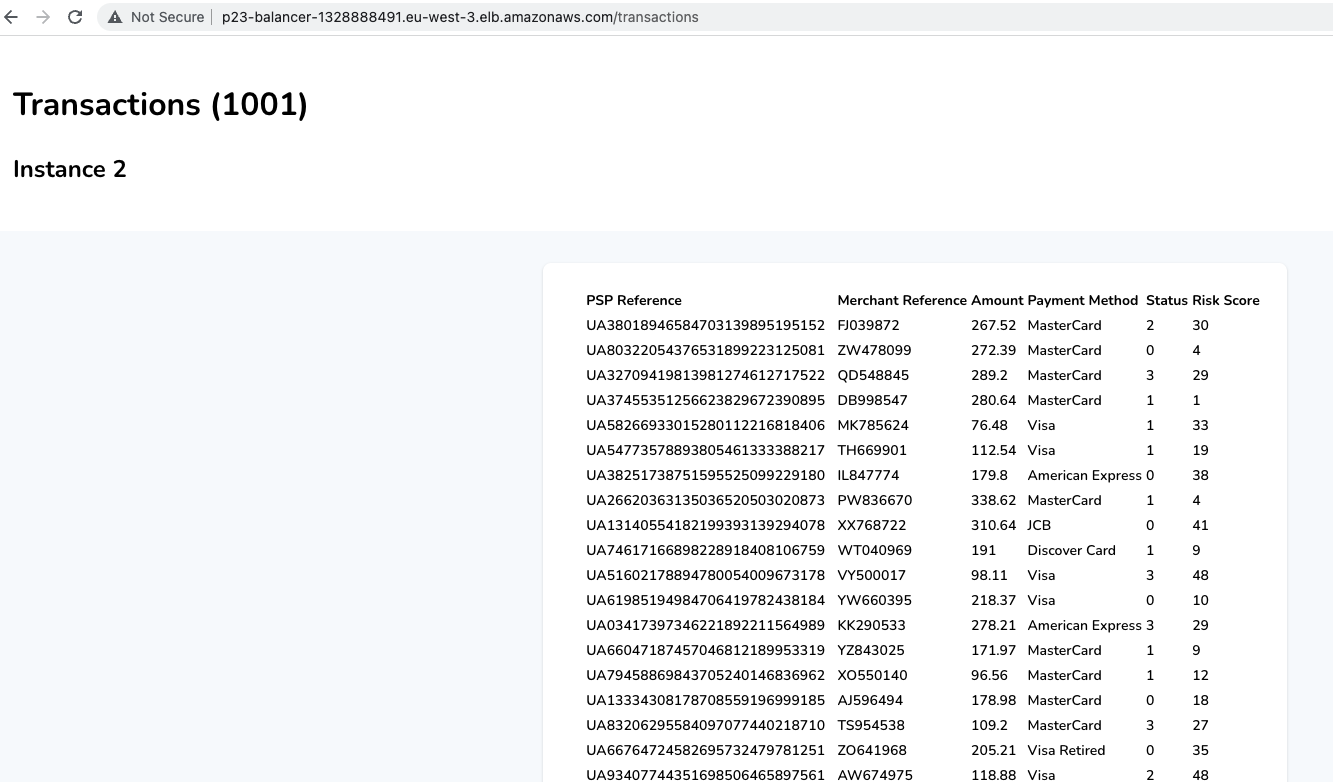 Not Secure | p23-balancer-1328888491.eu-west-3.elb.amazonaws.com/transactions
Transactions (1001)
Instance 2
PSP Reference Merchant Reference Amount Payment Method Status Risk Score
UA38018946584703139895195152 FJ039872 267.52 MasterCard 2 30
UA80322054376531899223125081 ZW478099 272.39 MasterCard 0 4
UA32709419813981274612717522 QD548845 289.2 MasterCard 3 29
UA37455351256623829672390895 DB998547 280.64 MasterCard 1 1
UA58266933015280112216818406 MK785624 76.48 Visa 1 33
UA54773578893805461333388217 TH669901 112.54 Visa 1 19
UA38251738751595525099229180 IL847774 179.8 American Express 0 38
UA26620363135036520503020873 PW836670 338.62 MasterCard 1 4
UA13140554182199393139294078 XX768722 310.64 JCB 0 41
UA74617166898228918408106759 WT040969 191 Discover Card 1 9
UA51602178894780054009673178 VY500017 98.11 Visa 3 48
UA61985194984706419782438184 YW660395 218.37 Visa 0 10
UA03417397346221892211564989 KK290533 278.21 American Express 3 29
UA66047187457046812189953319 YZ843025 171.97 MasterCard 1 9
UA79458869843705240146836962 XO550140 96.56 MasterCard 1 12
UA13334308178708559196999185 AJ596494 178.98 MasterCard 0 18
UA83206295584097077440218710 TS954538 109.2 MasterCard 3 27
UA66764724582695732479781251 ZO641968 205.21 Visa Retired 0 35
UA93407744351698506465897561 AW674975 118.88 Visa 2 48